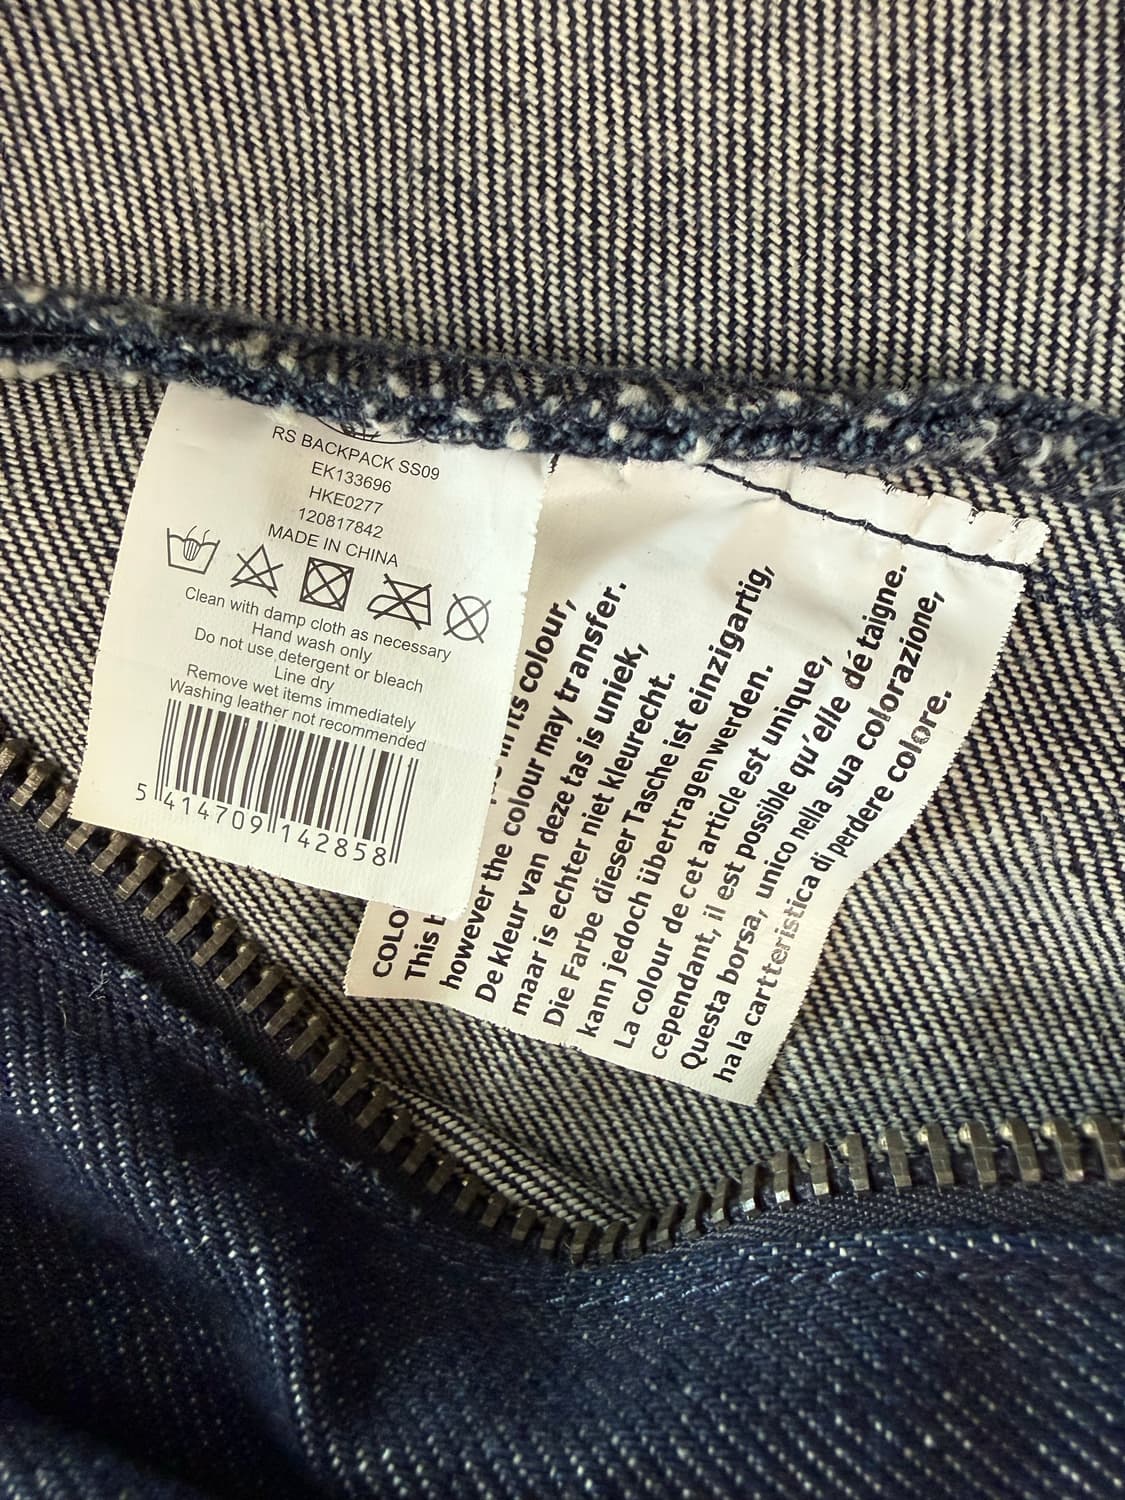 RS BACKPACK SS09
EK133696
HKE0277
120817842
MADE IN CHINA
Clean with damp cloth as necessary
Hand wash only
Do not use detergent or bleach
Line dry
Remove wet items immediately
Washing leather not recommended
5 414709 142858
COLO
This its colour,
however the colour may transfer.
De kleur van deze tas is uniek,
maar is echter niet kleurecht.
Die Farbe dieser Tasche ist einzigartig,
kann jedoch übertragenwerden.
La colour de cet article est unique,
cependant, il est possible qu'elle dé taigne.
Questa borsa, unico nella sua colorazione,
ha la cartteristica di perdere colore.